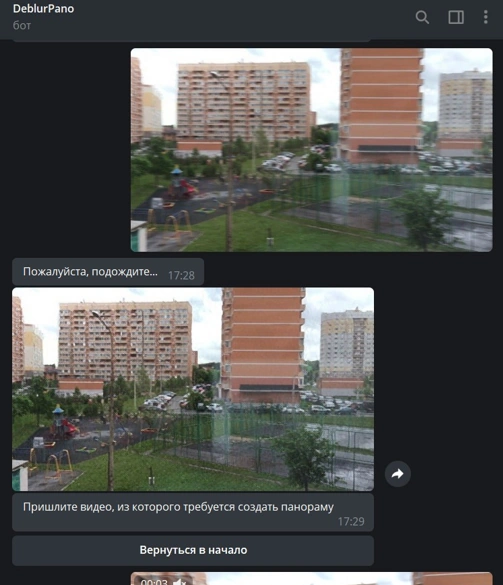 DeblurPano
бот
Пожалуйста, подождите...
17:28
Пришлите видео, из которого требуется создать панораму
17:29
Вернуться в начало
00:03